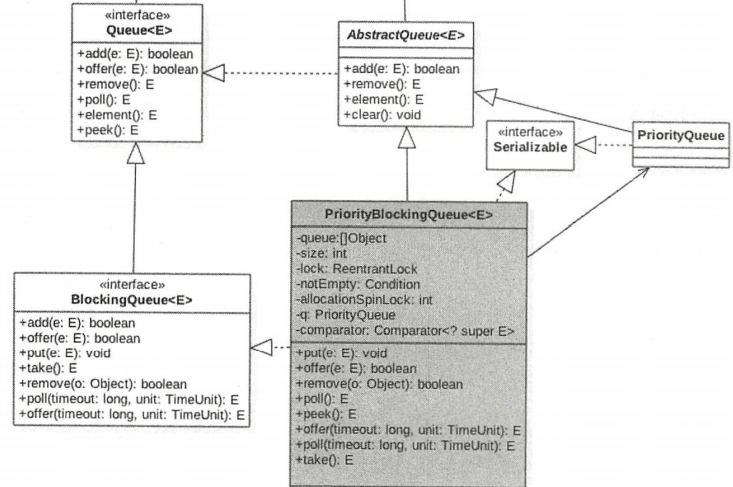 «interface»
Queue<E>
+add(e: E): boolean
+offer(e: E): boolean
+remove(): E
+poll(): E
+element(): E
+peek(): E
AbstractQueue<E>
+add(e: E): boolean
+remove(): E
+element(): E
+clear(): void
«interface»
Serializable
PriorityQueue
PriorityBlockingQueue<E>
-queue:[]Object
-size: int
-lock: ReentrantLock
-notEmpty: Condition
-allocationSpinLock: int
-q: PriorityQueue
-comparator: Comparator<? super E>
+put(e: E): void
+offer(e: E): boolean
+remove(o: Object): boolean
+poll(): E
+peek(): E
+offer(timeout: long, unit: TimeUnit): E
+poll(timeout: long, unit: TimeUnit): E
+take(): E
«interface»
BlockingQueue<E>
+add(e: E): boolean
+offer(e: E): boolean
+put(e: E): void
+take(): E
+remove(o: Object): boolean
+poll(timeout: long, unit: TimeUnit): E
+offer(timeout: long, unit: TimeUnit): E